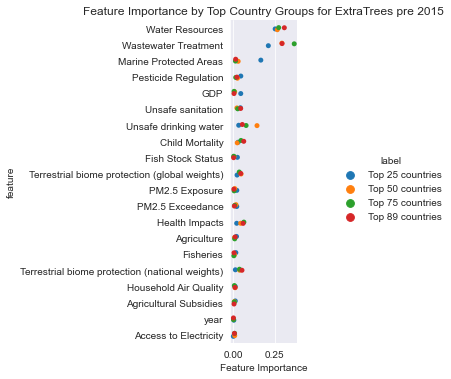 Feature Importance by Top Country Groups for ExtraTrees pre 2015
feature
Water Resources
Wastewater Treatment
Marine Protected Areas
Pesticide Regulation
GDP
Unsafe sanitation
Unsafe drinking water
Child Mortality
Fish Stock Status
Terrestrial biome protection (global weights)
PM2.5 Exposure
PM2.5 Exceedance
Health Impacts
Agriculture
Fisheries
Terrestrial biome protection (national weights)
Household Air Quality
Agricultural Subsidies
year
Access to Electricity
0.00 0.25
Feature Importance
label
Top 25 countries
Top 50 countries
Top 75 countries
Top 89 countries